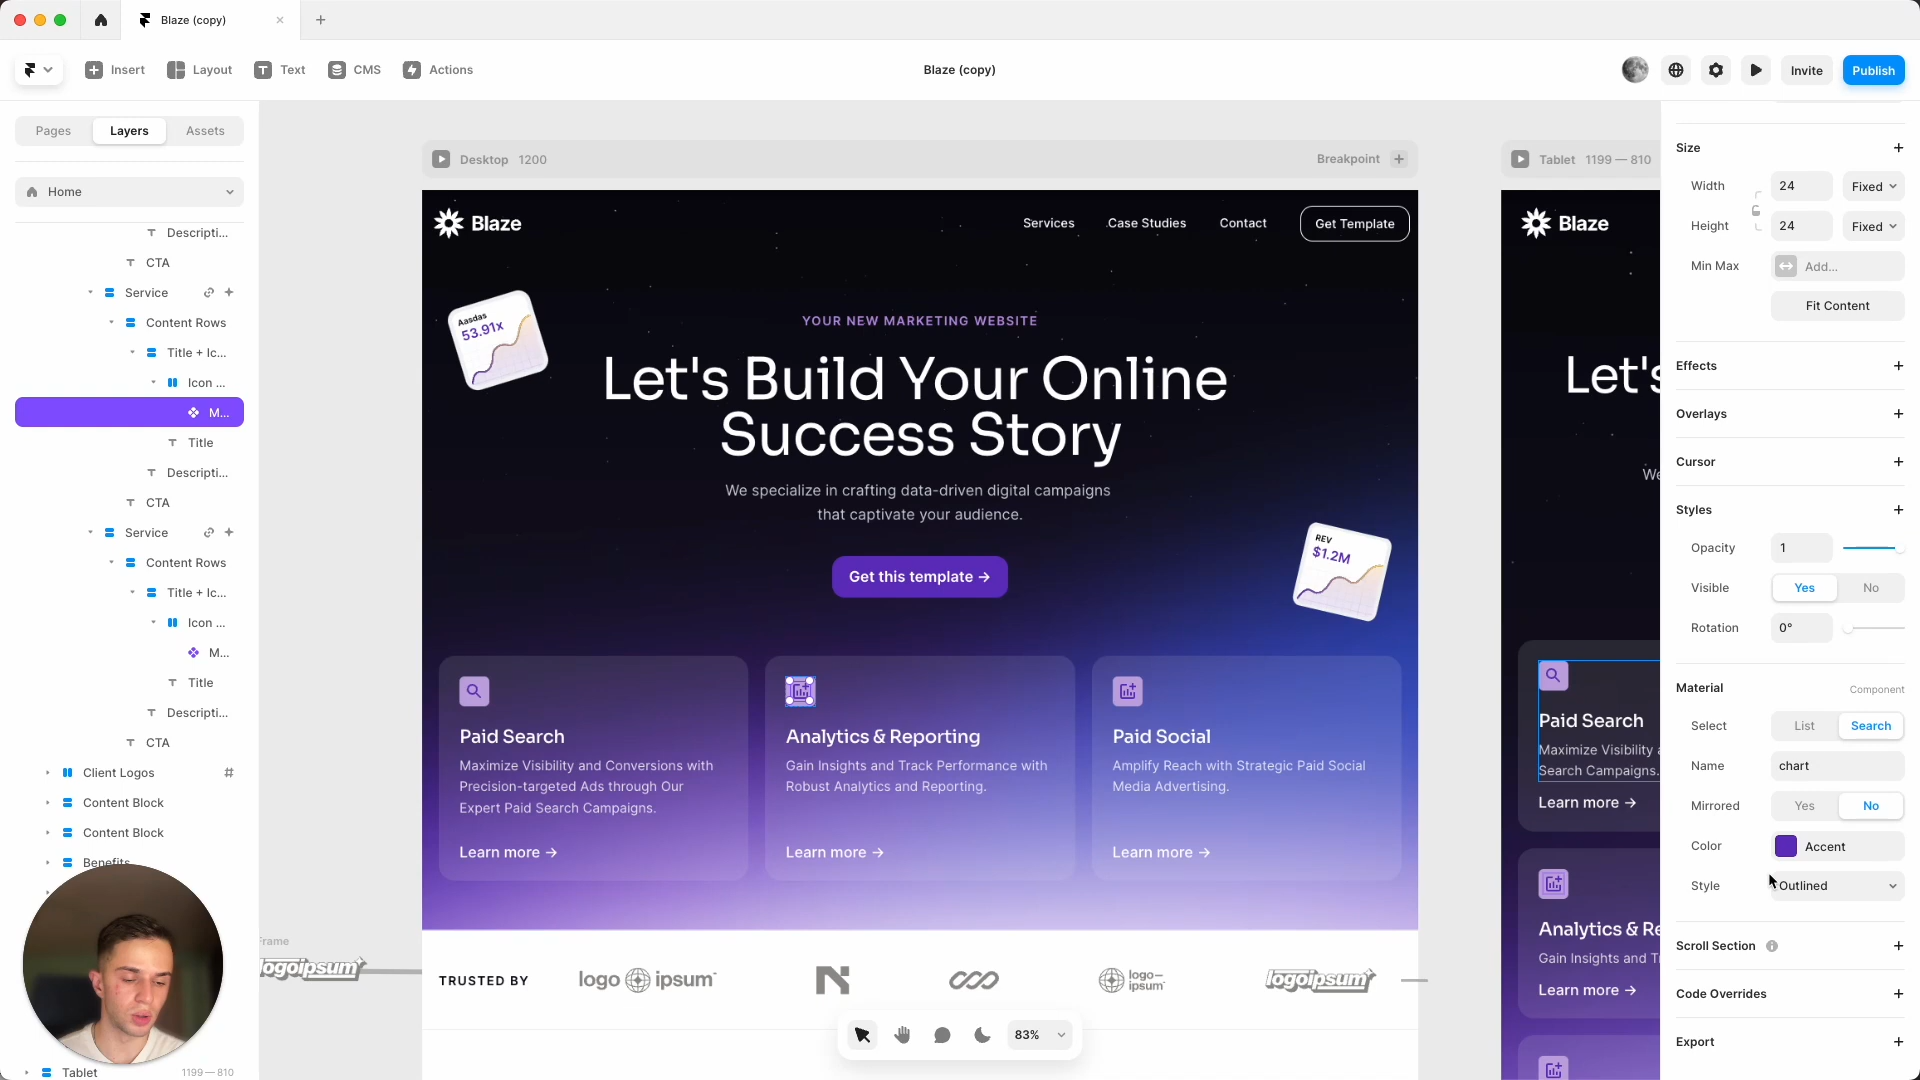 Blaze (copy)
Insert
Layout
Text
CMS
Actions
Blaze (copy)
Invite
Publish
Pages
Layers
Assets
Home
Descripti...
CTA
Service
Content Rows
Title + Ic...
Icon ...
M...
Title
Descripti...
CTA
Service
Content Rows
Title + Ic...
Icon ...
M...
Title
Descripti...
CTA
Client Logos
Content Block
Content Block
Benefits
Tablet
1199 — 810
Desktop 1200
Breakpoint
Blaze
Services
Case Studies
Contact
Get Template
Aasdas
53.91x
YOUR NEW MARKETING WEBSITE
Let's Build Your Online
Success Story
We specialize in crafting data-driven digital campaigns
that captivate your audience.
Get this template →
REV
$1.2M
Paid Search
Maximize Visibility and Conversions with
Precision-targeted Ads through Our
Expert Paid Search Campaigns.
Learn more →
Analytics & Reporting
Gain Insights and Track Performance with
Robust Analytics and Reporting.
Learn more →
Paid Social
Amplify Reach with Strategic Paid Social
Media Advertising.
Learn more →
Frame
logoipsum
TRUSTED BY
logo ipsum
logo—
ipsum
logoipsum
83%
Tablet 1199 — 810
Blaze
Let's
We
Paid Search
Maximize Visibility a
Search Campaigns.
Learn more →
Analytics & Re
Gain Insights and T
Learn more →
Size
Width
24
Fixed
Height
24
Fixed
Min Max
Add...
Fit Content
Effects
Overlays
Cursor
Styles
Opacity
1
Visible
Yes
No
Rotation
0°
Material
Component
Select
List
Search
Name
chart
Mirrored
Yes
No
Color
Accent
Style
Outlined
Scroll Section
Code Overrides
Export